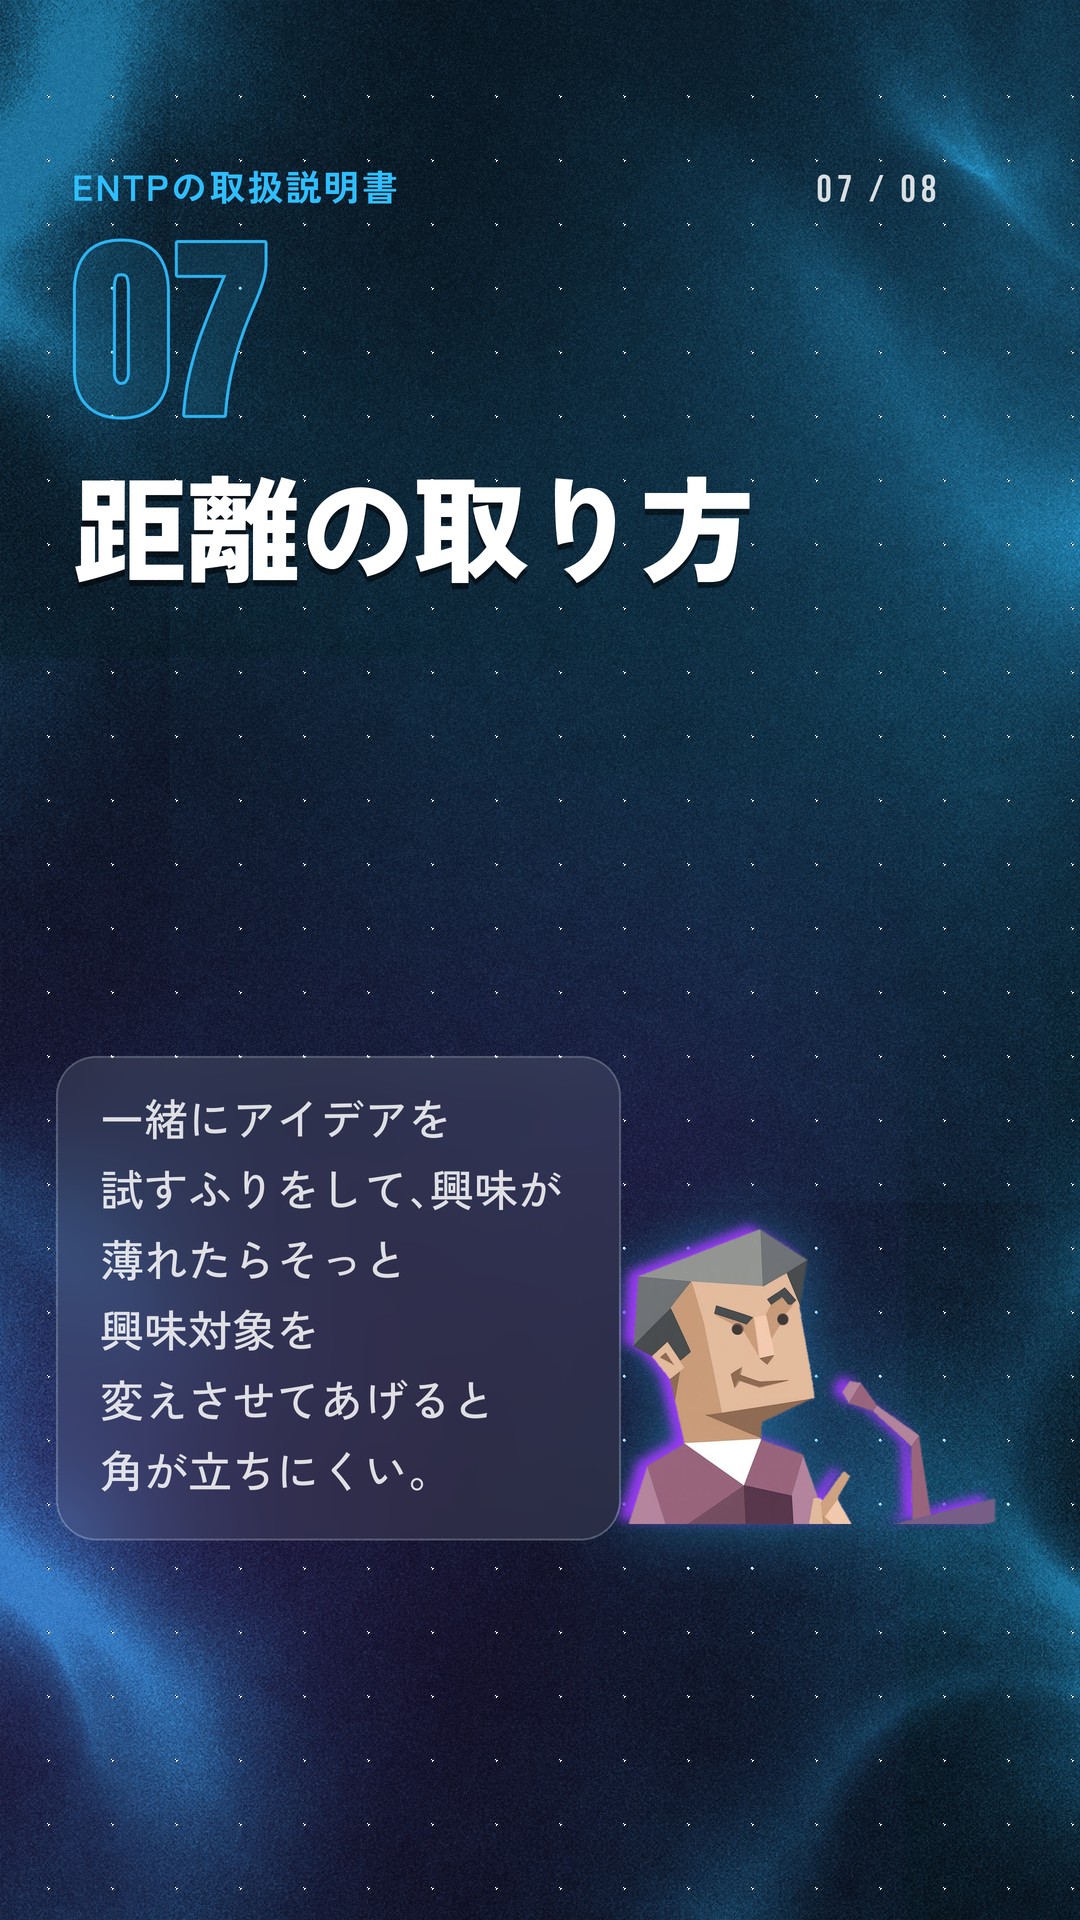 ENTPの取扱説明書
07 / 08
07
距離の取り方
一緒にアイデアを
試すふりをして、興味が
薄れたらそっと
興味対象を
変えさせてあげると
角が立ちにくい。